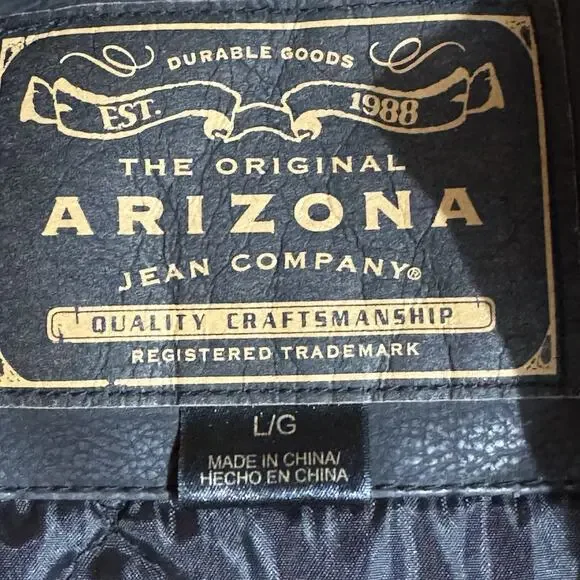 DURABLE GOODS
EST. 1988
THE ORIGINAL
ARIZONA
JEAN COMPANY®
QUALITY CRAFTSMANSHIP
REGISTERED TRADEMARK
L/G
MADE IN CHINA/
HECHO EN CHINA